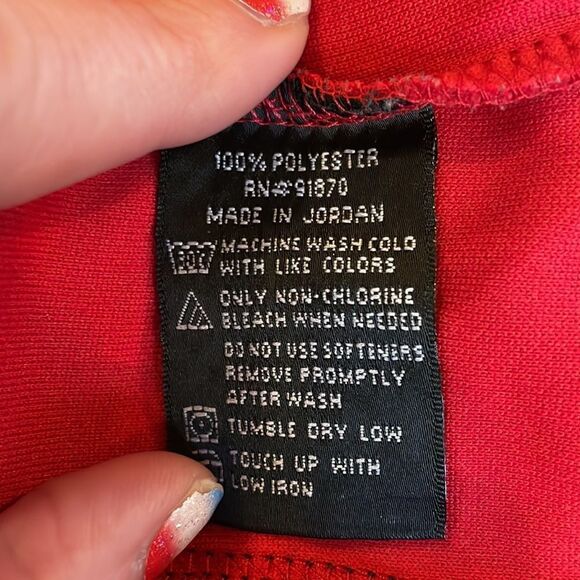 100% POLYESTER
RN#91870
MADE IN JORDAN
30°C MACHINE WASH COLD
WITH LIKE COLORS
ONLY NON-CHLORINE
BLEACH WHEN NEEDED
DO NOT USE SOFTENERS
REMOVE PROMPTLY
AFTER WASH
TUMBLE DRY LOW
TOUCH UP WITH
LOW IRON